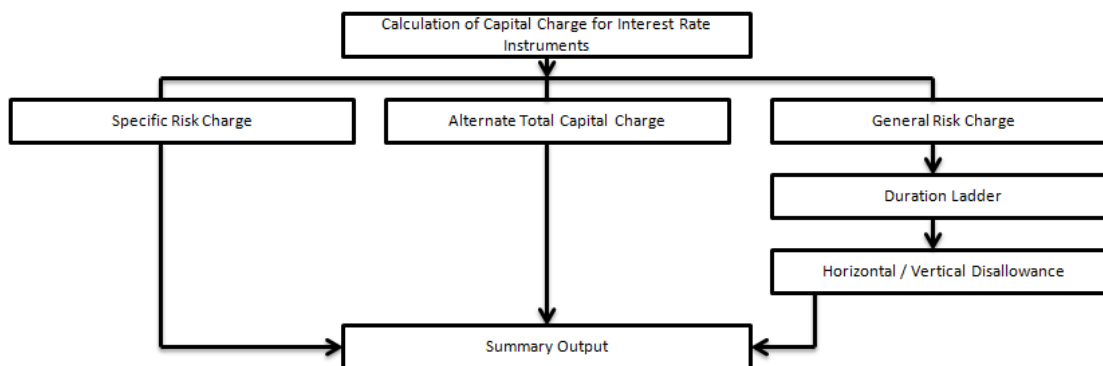 Calculation of Capital Charge for Interest Rate
Instruments
Specific Risk Charge
Alternate Total Capital Charge
General Risk Charge
Duration Ladder
Horizontal / Vertical Disallowance
Summary Output